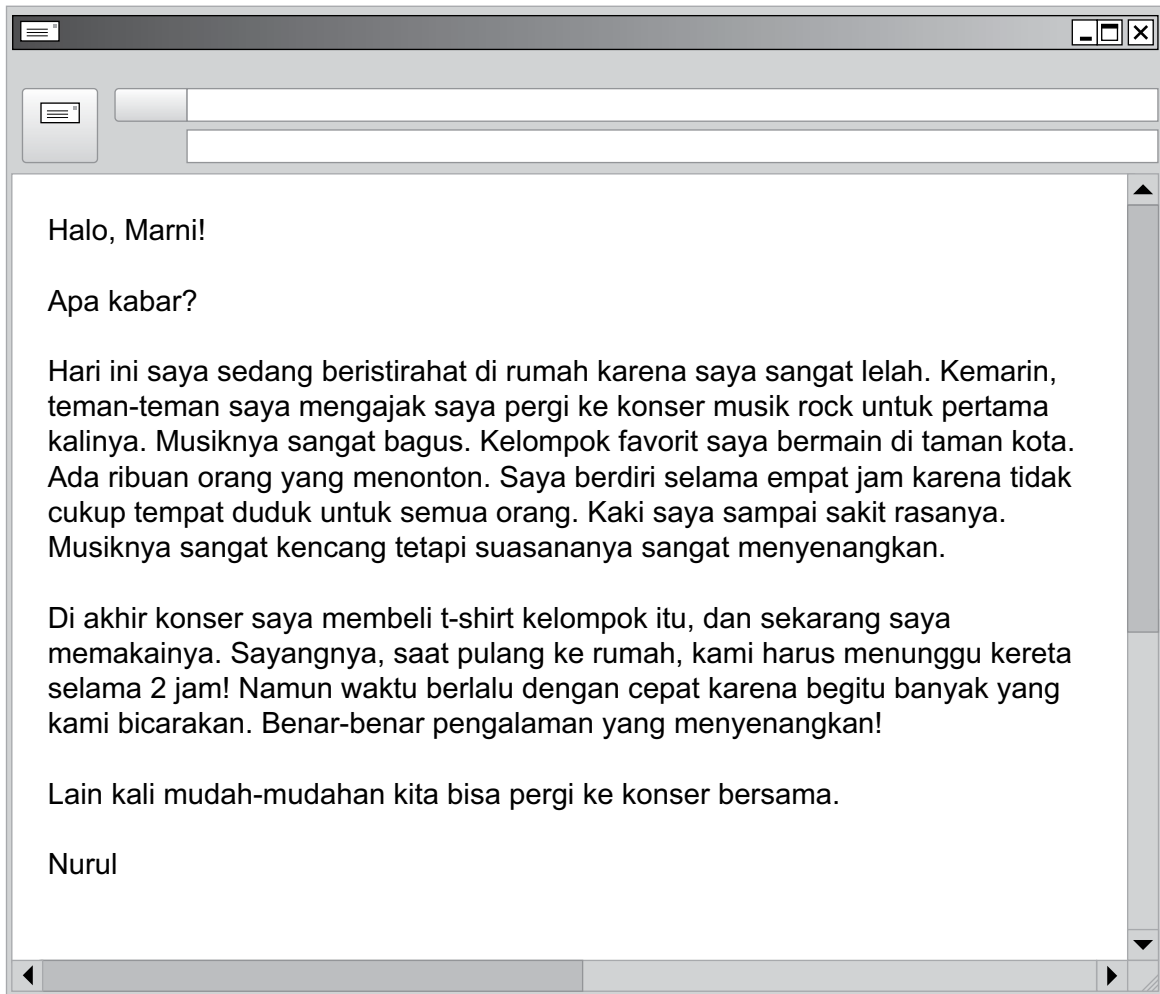 Halo, Marni!
Apa kabar?
Hari ini saya sedang beristirahat di rumah karena saya sangat lelah. Kemarin,
teman-teman saya mengajak saya pergi ke konser musik rock untuk pertama
kalinya. Musiknya sangat bagus. Kelompok favorit saya bermain di taman kota.
Ada ribuan orang yang menonton. Saya berdiri selama empat jam karena tidak
cukup tempat duduk untuk semua orang. Kaki saya sampai sakit rasanya.
Musiknya sangat kencang tetapi suasananya sangat menyenangkan.
Di akhir konser saya membeli t-shirt kelompok itu, dan sekarang saya
memakainya. Sayangnya, saat pulang ke rumah, kami harus menunggu kereta
selama 2 jam! Namun waktu berlalu dengan cepat karena begitu banyak yang
kami bicarakan. Benar-benar pengalaman yang menyenangkan!
Lain kali mudah-mudahan kita bisa pergi ke konser bersama.
Nurul